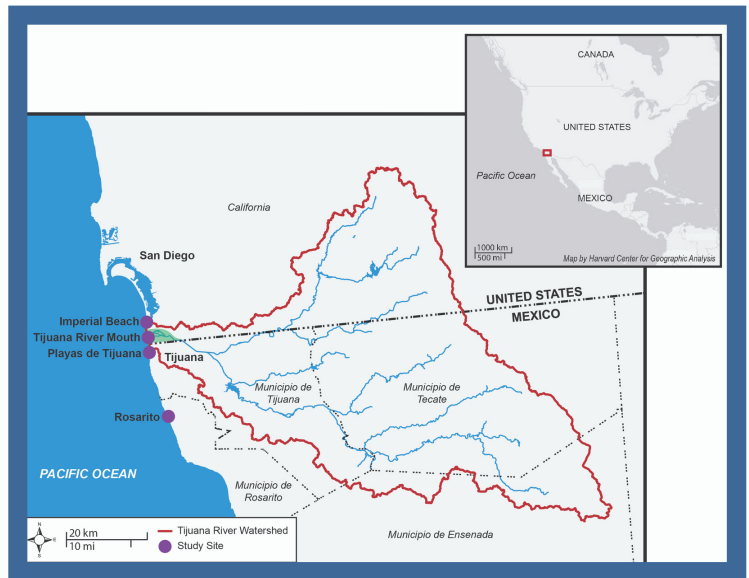 CANADA
UNITED STATES
Pacific Ocean
MEXICO
1000 km
500 mi
Map by Harvard Center for Geographic Analysis
California
San Diego
UNITED STATES
MEXICO
Imperial Beach
Tijuana River Mouth
Playas de Tijuana
Tijuana
Municipio de
Tijuana
Municipio de
Tecate
Rosarito
PACIFIC OCEAN
Municipio de
Rosarito
Municipio de Ensenada
N
W
E
S
20 km
10 mi
Tijuana River Watershed
Study Site